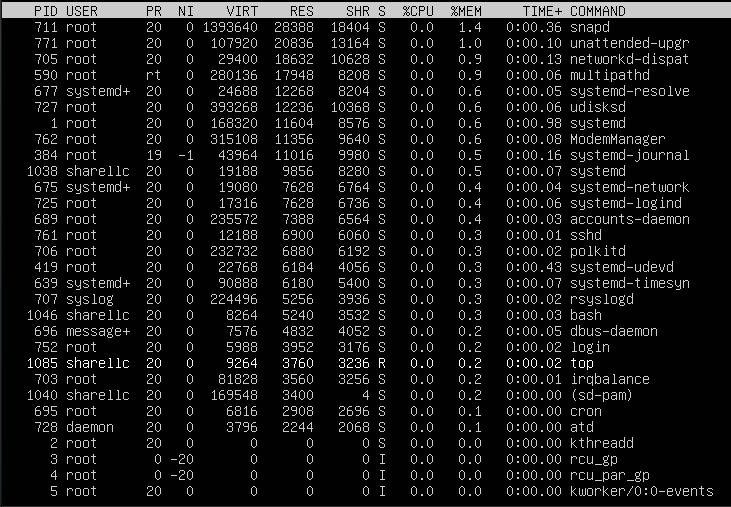 PID USER PR NI VIRT RES SHR S %CPU %MEM TIME+ COMMAND
711 root 20 0 1393640 28388 18404 S 0.0 1.4 0:00.36 snapd
771 root 20 0 107920 20836 13164 S 0.0 1.0 0:00.10 unattended-upgr
705 root 20 0 29400 18632 10628 S 0.0 0.9 0:00.13 networkd-dispat
590 root rt 0 280136 17948 8208 S 0.0 0.9 0:00.06 multipathd
677 systemd+ 20 0 24688 12268 8204 S 0.0 0.6 0:00.05 systemd-resolve
727 root 20 0 393268 12236 10368 S 0.0 0.6 0:00.06 udisksd
1 root 20 0 168320 11604 8576 S 0.0 0.6 0:00.98 systemd
762 root 20 0 315108 11356 9640 S 0.0 0.6 0:00.08 ModemManager
384 root 19 -1 43964 11016 9980 S 0.0 0.5 0:00.16 systemd-journal
1038 sharellc 20 0 19188 9856 8280 S 0.0 0.5 0:00.07 systemd
675 systemd+ 20 0 19080 7628 6764 S 0.0 0.4 0:00.04 systemd-network
725 root 20 0 17316 7628 6736 S 0.0 0.4 0:00.06 systemd-logind
689 root 20 0 235572 7388 6564 S 0.0 0.4 0:00.03 accounts-daemon
761 root 20 0 12188 6900 6060 S 0.0 0.3 0:00.01 sshd
706 root 20 0 232732 6880 6192 S 0.0 0.3 0:00.02 polkitd
419 root 20 0 22768 6184 4056 S 0.0 0.3 0:00.43 systemd-udevd
639 systemd+ 20 0 90888 6180 5400 S 0.0 0.3 0:00.07 systemd-timesyn
707 syslog 20 0 224496 5256 3936 S 0.0 0.3 0:00.02 rsyslogd
1046 sharellc 20 0 8264 5240 3532 S 0.0 0.3 0:00.03 bash
696 message+ 20 0 7576 4832 4052 S 0.0 0.2 0:00.05 dbus-daemon
752 root 20 0 5988 3952 3176 S 0.0 0.2 0:00.02 login
1085 sharellc 20 0 9264 3760 3236 R 0.0 0.2 0:00.02 top
703 root 20 0 81828 3560 3256 S 0.0 0.2 0:00.01 irqbalance
1040 sharellc 20 0 169548 3400 4 S 0.0 0.2 0:00.00 (sd-pam)
695 root 20 0 6816 2908 2696 S 0.0 0.1 0:00.00 cron
728 daemon 20 0 3796 2244 2068 S 0.0 0.1 0:00.00 atd
2 root 20 0 0 0 0 S 0.0 0.0 0:00.00 kthreadd
3 root 0 -20 0 0 0 I 0.0 0.0 0:00.00 rcu_gp
4 root 0 -20 0 0 0 I 0.0 0.0 0:00.00 rcu_par_gp
5 root 20 0 0 0 0 I 0.0 0.0 0:00.00 kworker/0:0-events